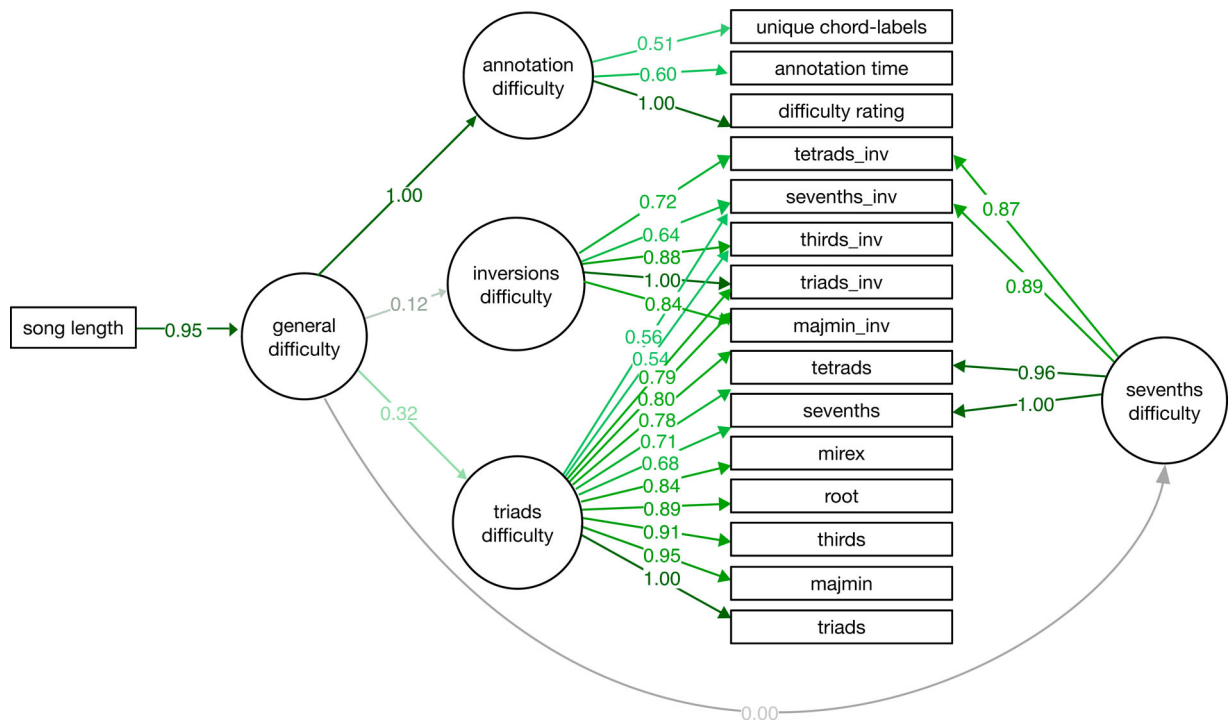 unique chord-labels
0.51
annotation
difficulty
annotation time
0.60
1.00
difficulty rating
tetrads_inv
1.00
0.72
sevenths_inv
0.87
0.64
thirds_inv
0.88
inversions
difficulty
1.00
triads_inv
0.89
0.12
0.84
song length
0.95
general
difficulty
majmin_inv
0.56
0.54
tetrads
0.96
0.79
sevenths
difficulty
0.80
sevenths
1.00
0.32
0.78
0.71
mirex
0.68
0.84
root
0.89
triads
difficulty
0.91
thirds
0.95
1.00
majmin
triads
0.00